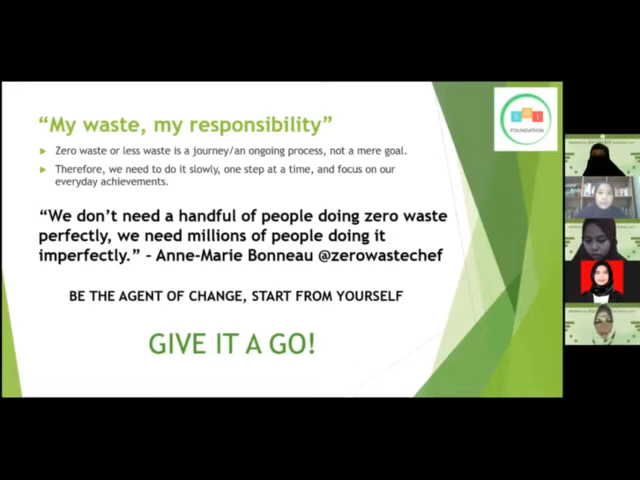 “My waste, my responsibility”
Zero waste or less waste is a journey/an ongoing process, not a mere goal.
Therefore, we need to do it slowly, one step at a time, and focus on our
everyday achievements.
“We don’t need a handful of people doing zero waste
perfectly, we need millions of people doing it
imperfectly.” – Anne-Marie Bonneau @zerowastechef
BE THE AGENT OF CHANGE, START FROM YOURSELF
GIVE IT A GO!
FOUNDATION